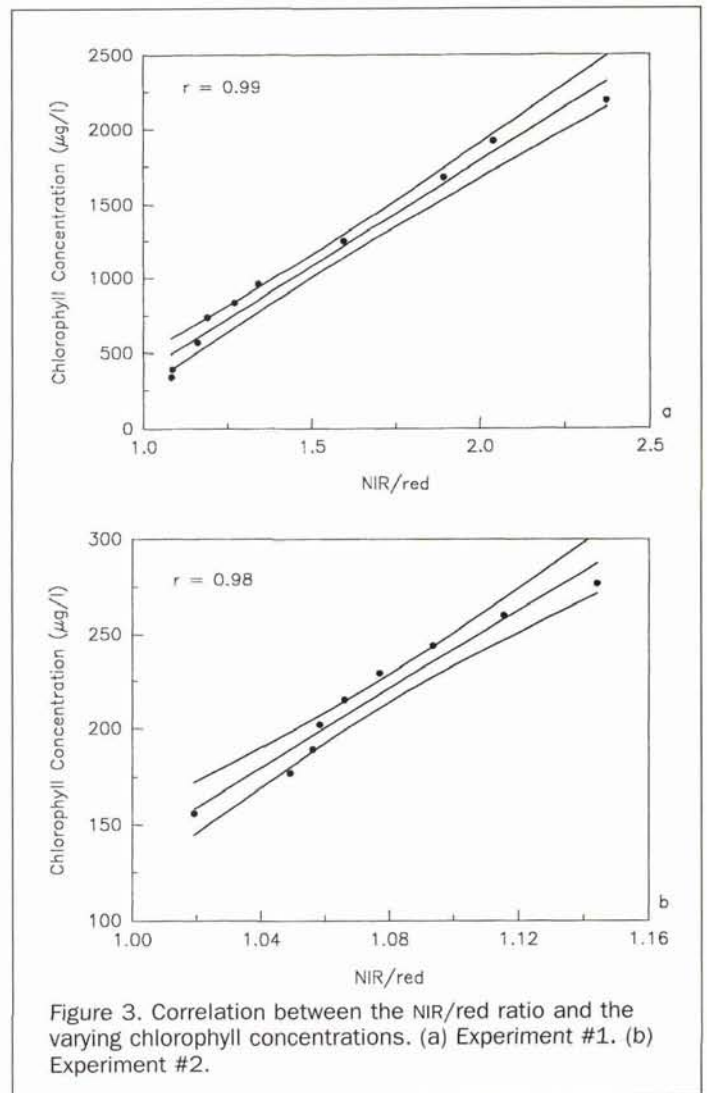 2500
2000
1500
1000
500
0
Chlorophyll Concentration (μg/l)
r = 0.99
1.0 1.5 2.0 2.5
NIR/red
a
300
250
200
150
100
Chlorophyll Concentration (μg/l)
r = 0.98
1.00 1.04 1.08 1.12 1.16
NIR/red
b
Figure 3. Correlation between the NIR/red ratio and the
varying chlorophyll concentrations. (a) Experiment #1. (b)
Experiment #2.